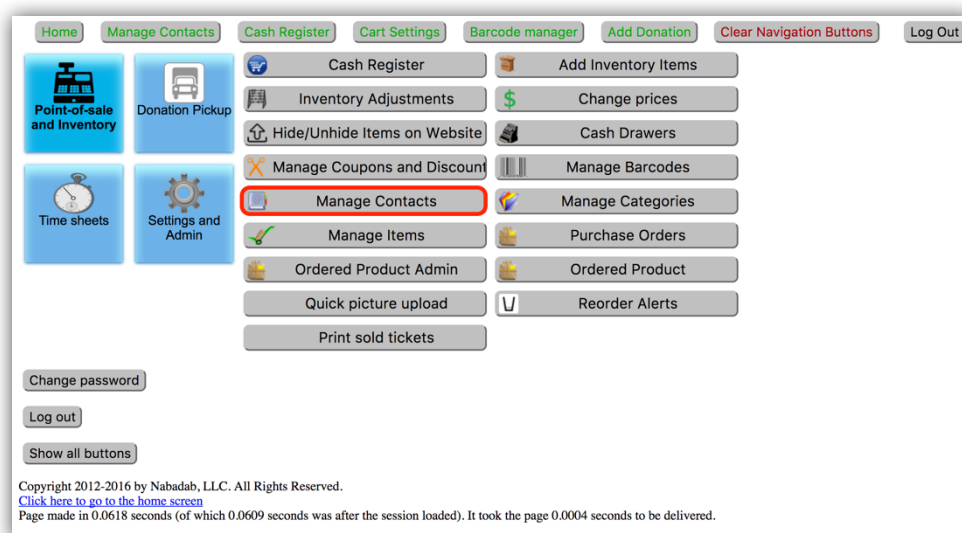 Home Manage Contacts Cash Register Cart Settings Barcode manager Add Donation Clear Navigation Buttons Log Out
Point-of-sale
and Inventory
Donation Pickup
Time sheets
Settings and
Admin
Cash Register
Add Inventory Items
Inventory Adjustments
Change prices
Hide/Unhide Items on Website
Cash Drawers
Manage Coupons and Discount
Manage Barcodes
Manage Contacts
Manage Categories
Manage Items
Purchase Orders
Ordered Product Admin
Ordered Product
Quick picture upload
Reorder Alerts
Print sold tickets
Change password
Log out
Show all buttons
Copyright 2012-2016 by Nabadab, LLC. All Rights Reserved.
Click here to go to the home screen
Page made in 0.0618 seconds (of which 0.0609 seconds was after the session loaded). It took the page 0.0004 seconds to be delivered.